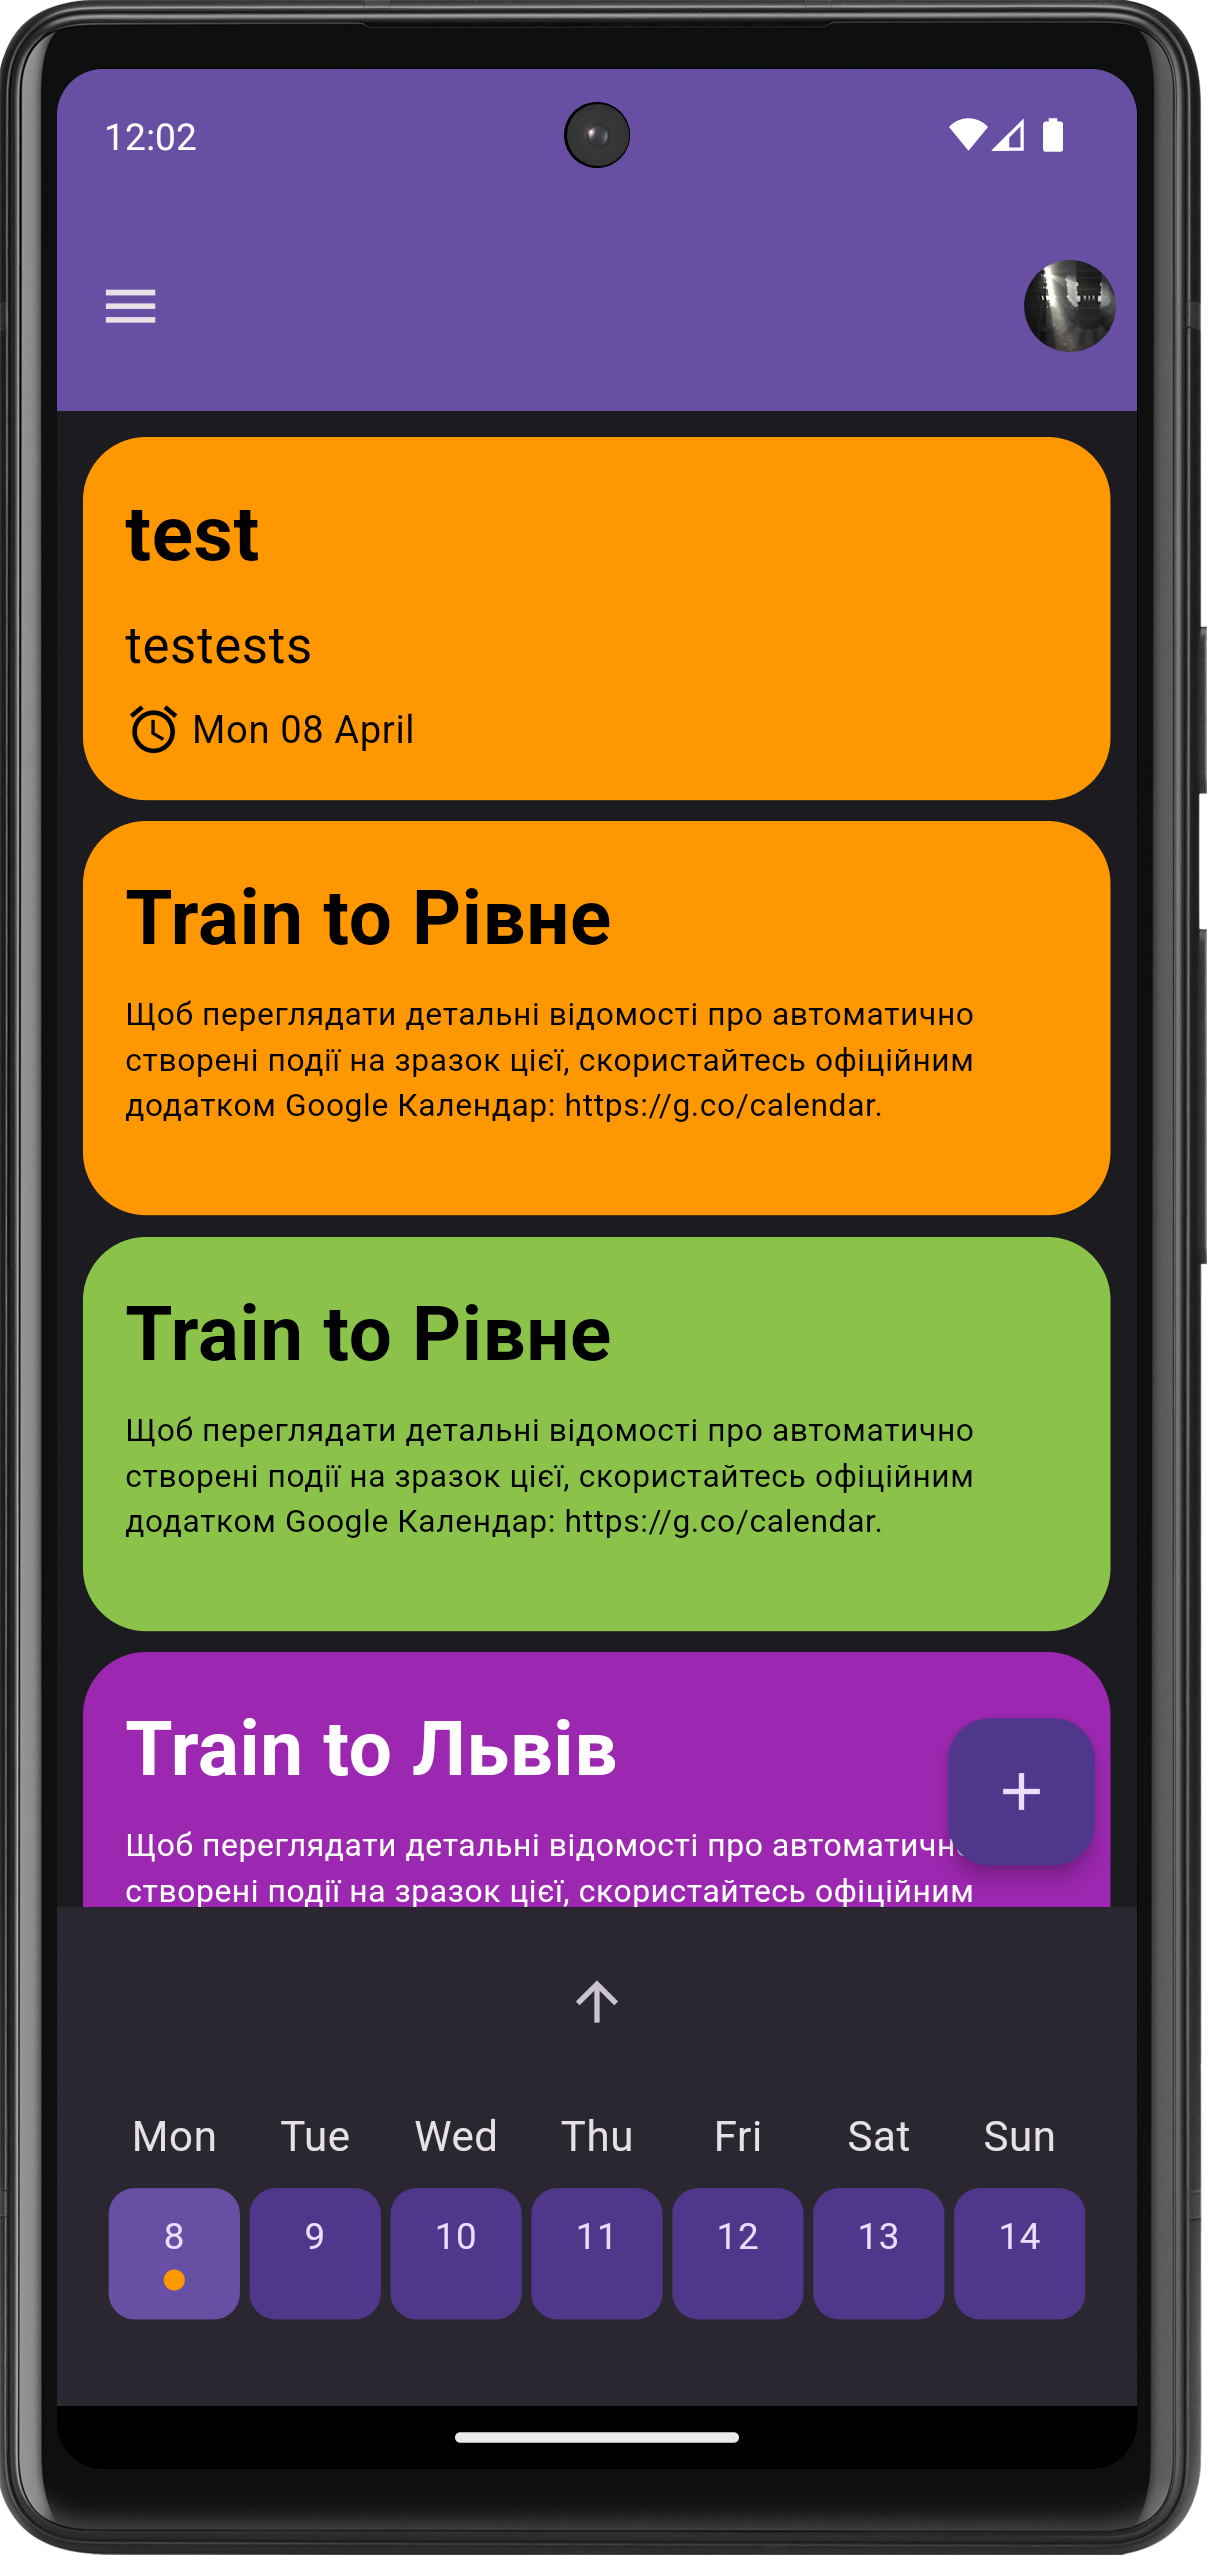 12:02
test
testests
Mon 08 April
Train to Рівне
Щоб переглядати детальні відомості про автоматично
створені події на зразок цієї, скористайтесь офіційним
додатком Google Календар: https://g.co/calendar.
Train to Рівне
Щоб переглядати детальні відомості про автоматично
створені події на зразок цієї, скористайтесь офіційним
додатком Google Календар: https://g.co/calendar.
Train to Львів
Щоб переглядати детальні відомості про автоматичн
створені події на зразок цієї, скористайтесь офіційним
Mon Tue Wed Thu Fri Sat Sun
8 9 10 11 12 13 14